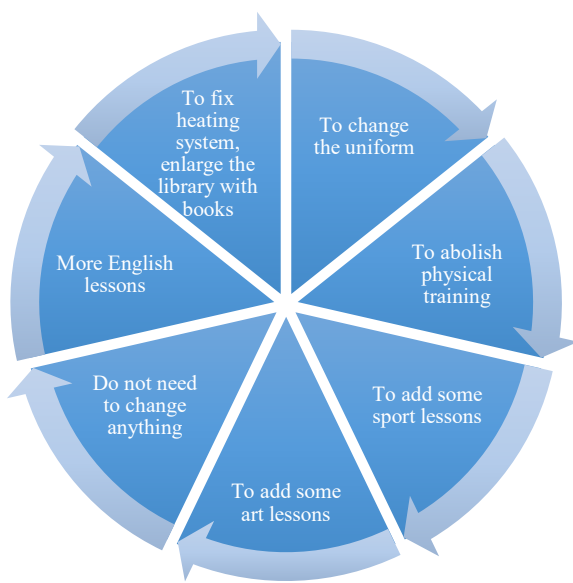 To change
the uniform
To abolish
physical
training
To add some
sport lessons
To add some
art lessons
Do not need
to change
anything
More English
lessons
To fix
heating
system,
enlarge the
library with
books